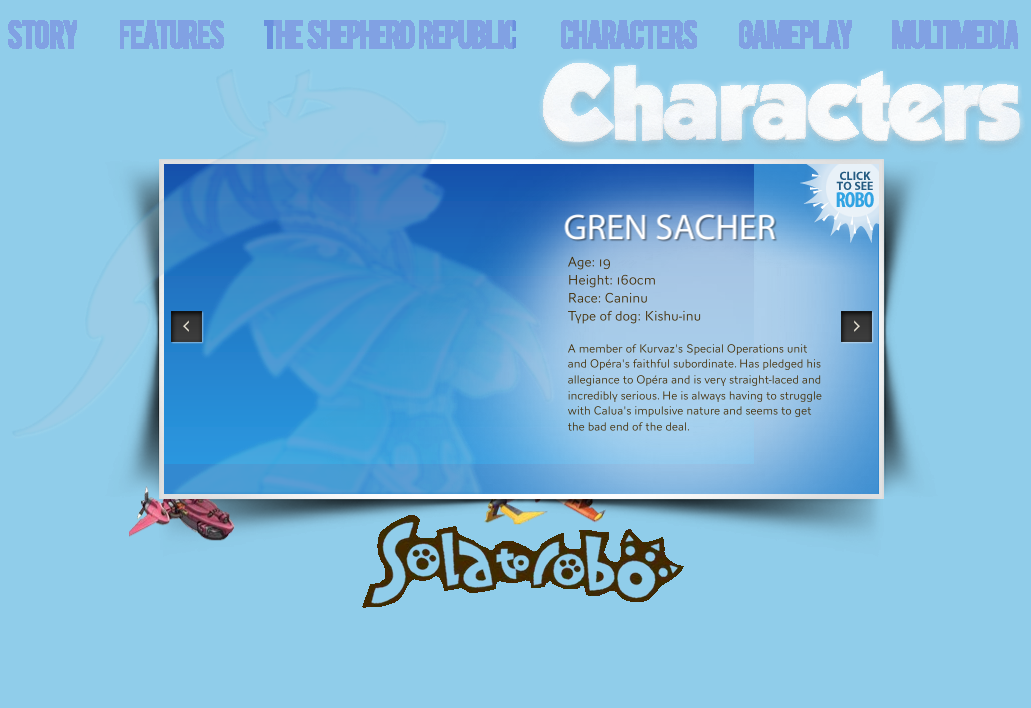 STORY FEATURES THE SHEPHERD REPUBLIC CHARACTERS GAMEPLAY MULTIMEDIA
Characters
CLICK
TO SEE
ROBO
GREN SACHER
Age: 19
Height: 160cm
Race: Caninu
Type of dog: Kishu-inu
A member of Kurvaz's Special Operations unit
and Opéra's faithful subordinate. Has pledged his
allegiance to Opéra and is very straight-laced and
incredibly serious. He is always having to struggle
with Calua's impulsive nature and seems to get
the bad end of the deal.
Solatorobo